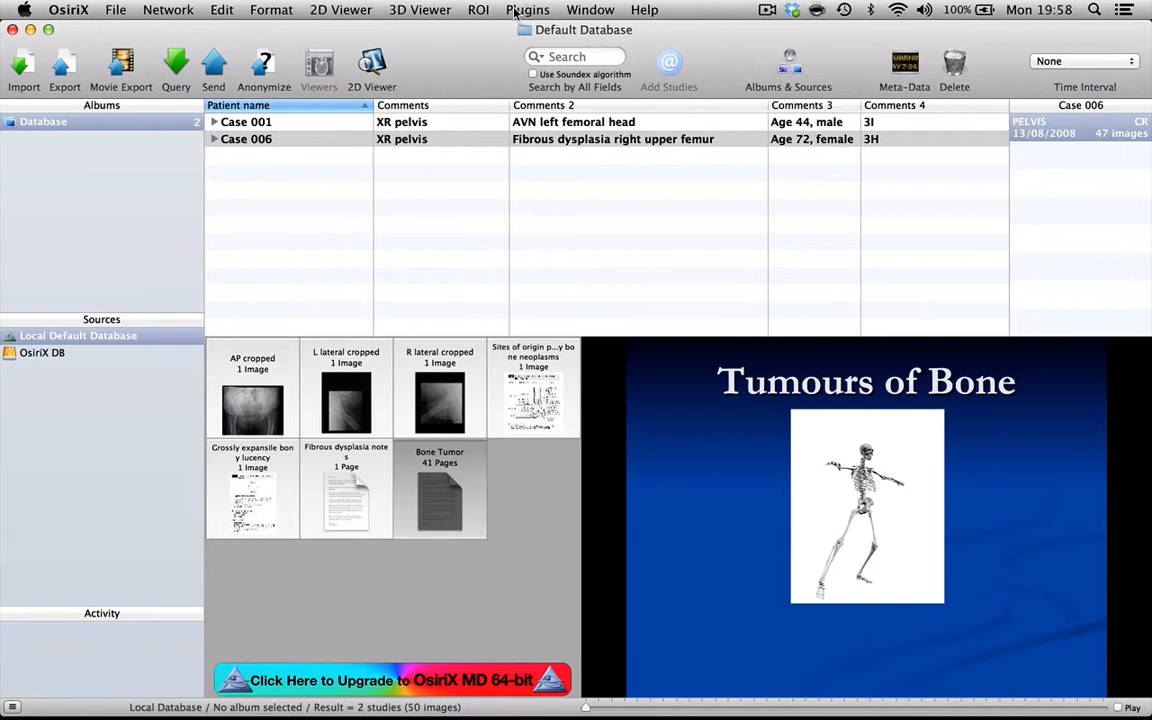 OsiriX File Network Edit Format 2D Viewer 3D Viewer ROI Plugins Window Help 100% Mon 19:58
Default Database
Search
Use Soundex algorithm
None
Import Export Movie Export Query Send Anonymize Viewers 2D Viewer Search by All Fields Add Studies Albums & Sources Meta-Data Delete Time Interval
Albums Patient name Comments Comments 2 Comments 3 Comments 4 Case 006
Database 2
Case 001 XR pelvis AVN left femoral head Age 44, male 3I
Case 006 XR pelvis Fibrous dysplasia right upper femur Age 72, female 3H
PELVIS CR
13/08/2008 47 images
Sources
Local Default Database
OsiriX DB
AP cropped
1 Image
L lateral cropped
1 Image
R lateral cropped
1 Image
Sites of origin p...y bo
ne neoplasms
1 Image
Grossly expansile bon
y lucency
1 Image
Fibrous dysplasia note
s
1 Page
Bone Tumor
41 Pages
Tumours of Bone
Activity
Click Here to Upgrade to OsiriX MD 64-bit
Local Database / No album selected / Result = 2 studies (50 images)
Play